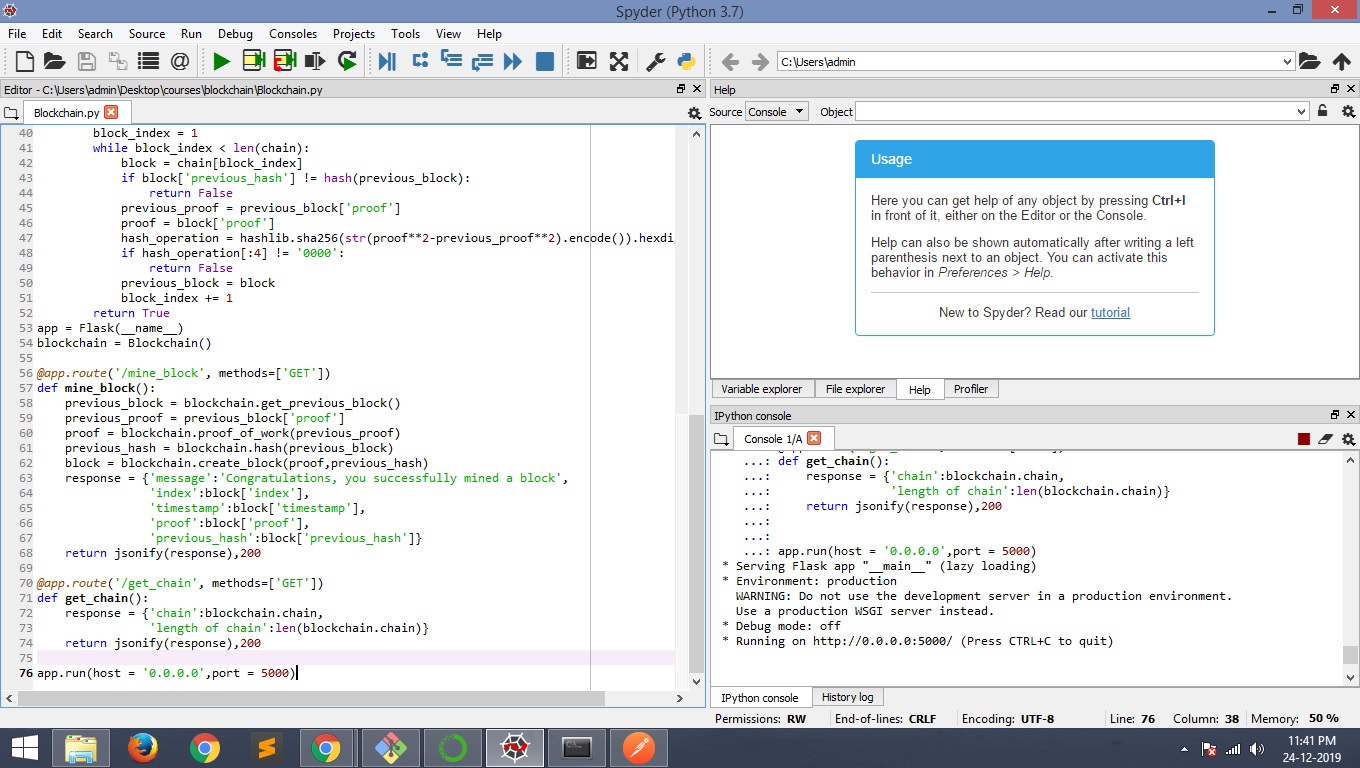 Spyder (Python 3.7)
File Edit Search Source Run Debug Consoles Projects Tools View Help
C:\Users\admin
Editor - C:\Users\admin\Desktop\courses\blockchain\Blockchain.py
Blockchain.py
40 block_index = 1
41 while block_index < len(chain):
42 block = chain[block_index]
43 if block['previous_hash'] != hash(previous_block):
44 return False
45 previous_proof = previous_block['proof']
46 proof = block['proof']
47 hash_operation = hashlib.sha256(str(proof**2-previous_proof**2).encode()).hexdi
48 if hash_operation[:4] != '0000':
49 return False
50 previous_block = block
51 block_index += 1
52 return True
53 app = Flask(__name__)
54 blockchain = Blockchain()
55
56 @app.route('/mine_block', methods=['GET'])
57 def mine_block():
58 previous_block = blockchain.get_previous_block()
59 previous_proof = previous_block['proof']
60 proof = blockchain.proof_of_work(previous_proof)
61 previous_hash = blockchain.hash(previous_block)
62 block = blockchain.create_block(proof,previous_hash)
63 response = {'message':'Congratulations, you successfully mined a block',
64 'index':block['index'],
65 'timestamp':block['timestamp'],
66 'proof':block['proof'],
67 'previous_hash':block['previous_hash']}
68 return jsonify(response),200
69
70 @app.route('/get_chain', methods=['GET'])
71 def get_chain():
72 response = {'chain':blockchain.chain,
73 'length of chain':len(blockchain.chain)}
74 return jsonify(response),200
75
76 app.run(host = '0.0.0.0',port = 5000)
Help
Source Console Object
Usage
Here you can get help of any object by pressing Ctrl+I
in front of it, either on the Editor or the Console.
Help can also be shown automatically after writing a left
parenthesis next to an object. You can activate this
behavior in Preferences > Help.
New to Spyder? Read our tutorial
Variable explorer File explorer Help Profiler
IPython console
Console 1/A
...: def get_chain():
...: response = {'chain':blockchain.chain,
...: 'length of chain':len(blockchain.chain)}
...: return jsonify(response),200
...:
...:
...: app.run(host = '0.0.0.0',port = 5000)
* Serving Flask app "__main__" (lazy loading)
* Environment: production
WARNING: Do not use the development server in a production environment.
Use a production WSGI server instead.
* Debug mode: off
* Running on http://0.0.0.0:5000/ (Press CTRL+C to quit)
IPython console History log
Permissions: RW End-of-lines: CRLF Encoding: UTF-8 Line: 76 Column: 38 Memory: 50 %
11:41 PM
24-12-2019